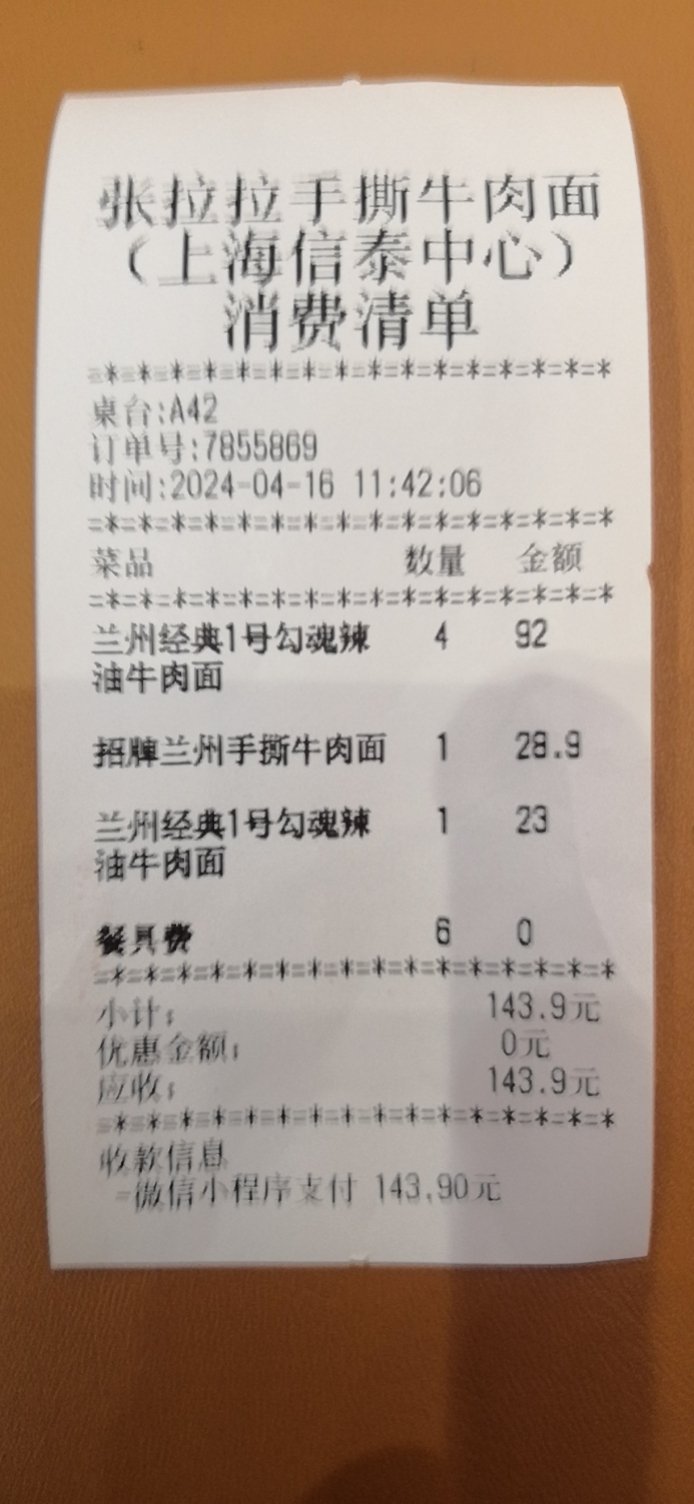 张拉拉手撕牛肉面
（上海信泰中心）
消费清单
=*=*=*=*=*=*=*=*=*=*=*=*=*=*=*=*
桌台:A42
订单号:7855869
时间:2024-04-16 11:42:06
=*=*=*=*=*=*=*=*=*=*=*=*=*=*=*=*
菜品 数量 金额
=*=*=*=*=*=*=*=*=*=*=*=*=*=*=*=*
兰州经典1号勾魂辣 4 92
油牛肉面
招牌兰州手撕牛肉面 1 28.9
兰州经典1号勾魂辣 1 23
油牛肉面
餐具费 6 0
=*=*=*=*=*=*=*=*=*=*=*=*=*=*=*=*
小计: 143.9元
优惠金额: 0元
应收: 143.9元
=*=*=*=*=*=*=*=*=*=*=*=*=*=*=*=*
收款信息
-微信小程序支付 143.90元